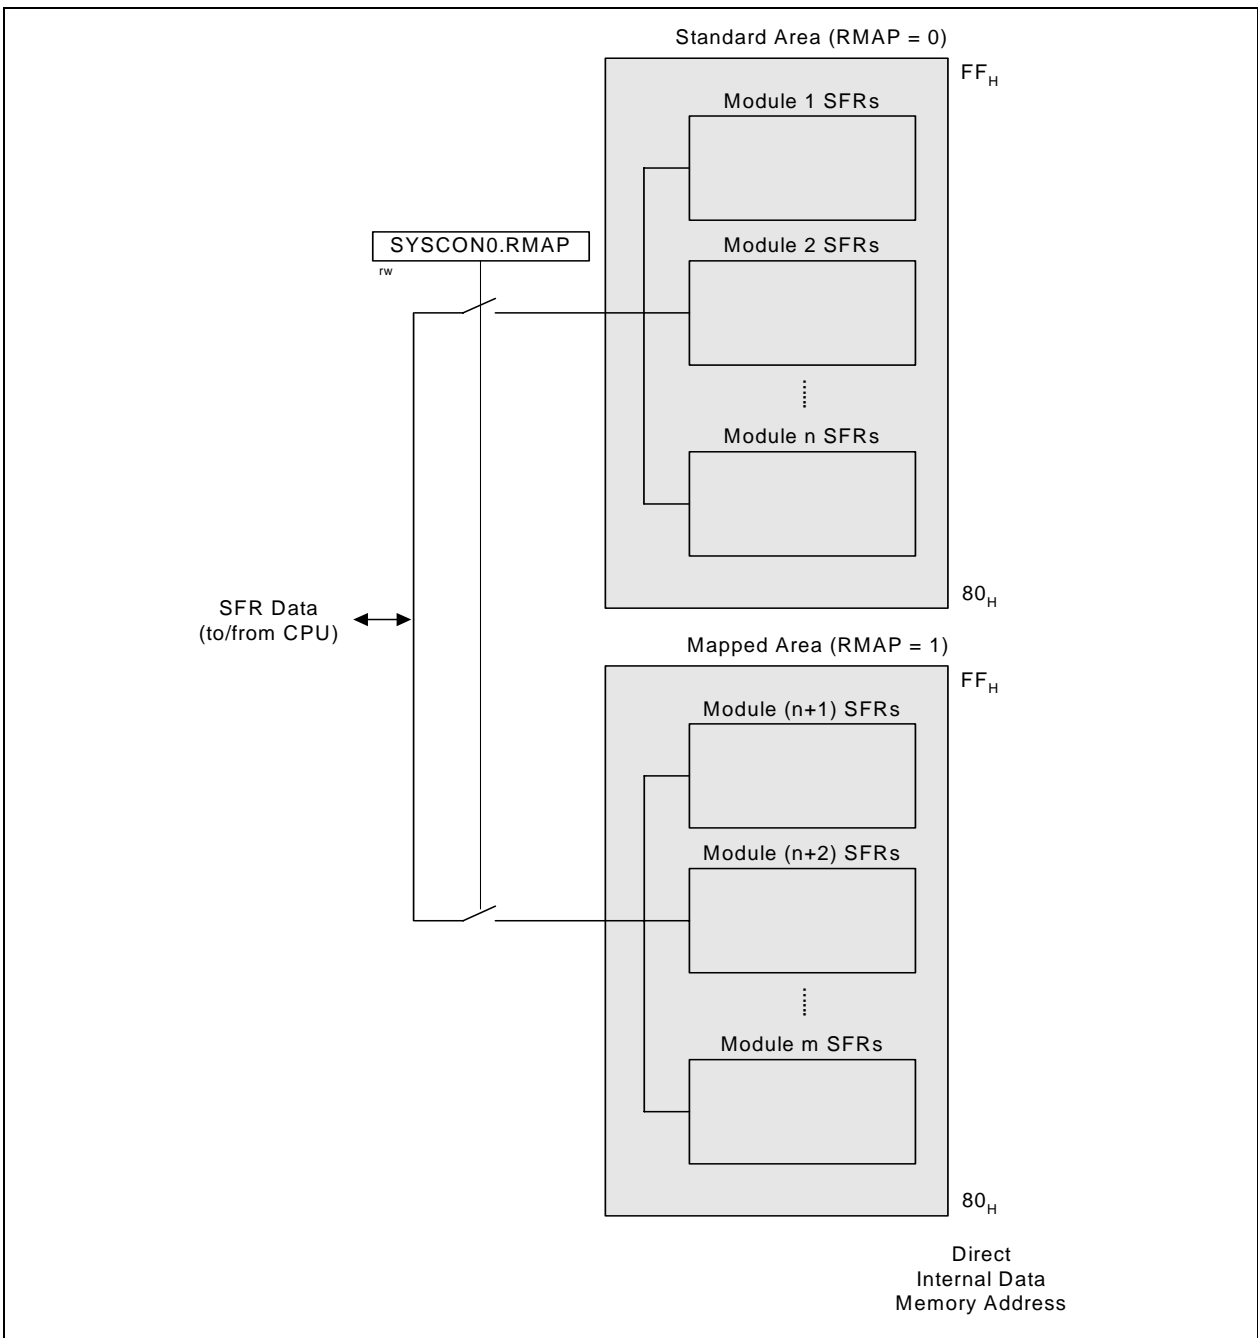 Standard Area (RMAP = 0)
FFH
Module 1 SFRs
SYSCON0.RMAP
rw
Module 2 SFRs
Module n SFRs
80H
SFR Data
(to/from CPU)
Mapped Area (RMAP = 1)
FFH
Module (n+1) SFRs
Module (n+2) SFRs
Module m SFRs
80H
Direct
Internal Data
Memory Address